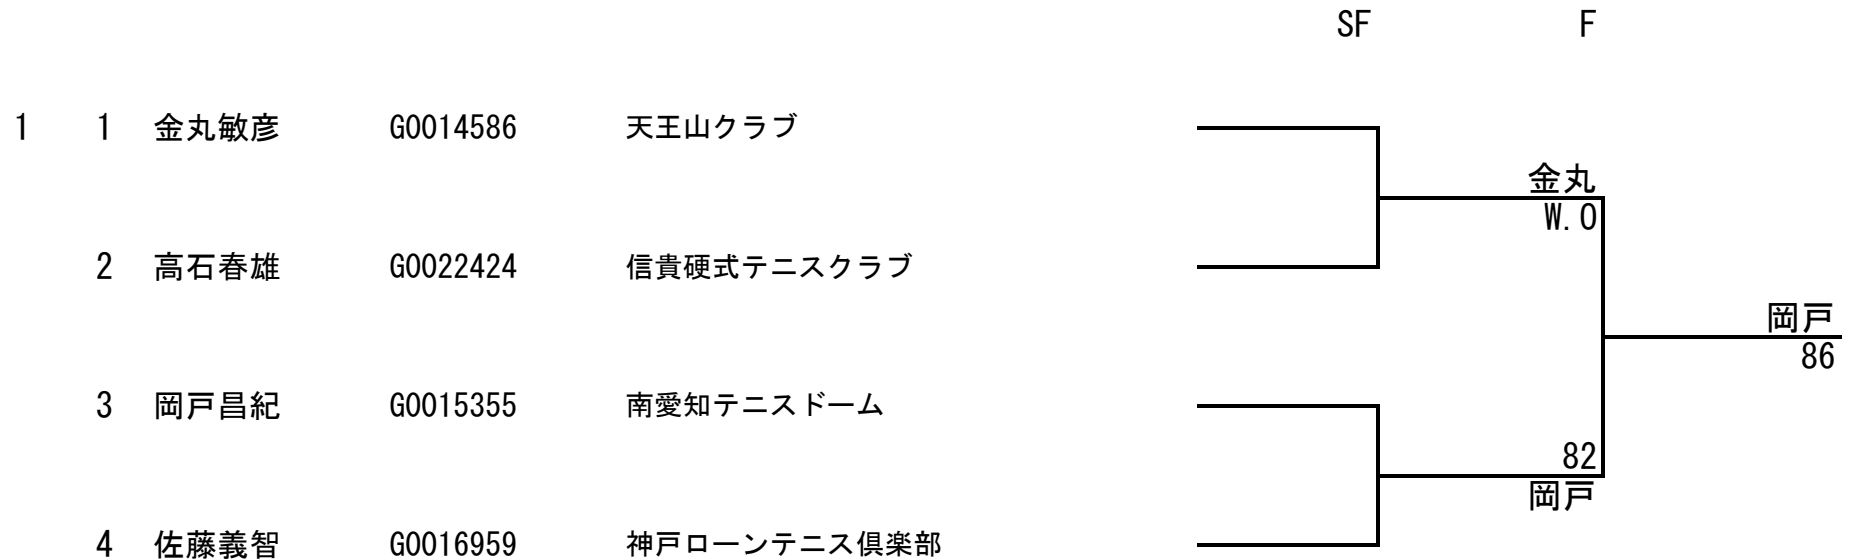 SF F
1 1 金丸敏彦 G0014586 天王山クラブ
金丸
W.O
2 高石春雄 G0022424 信貴硬式テニスクラブ
岡戸
86
3 岡戸昌紀 G0015355 南愛知テニスドーム
82
岡戸
4 佐藤義智 G0016959 神戸ローンテニス倶楽部